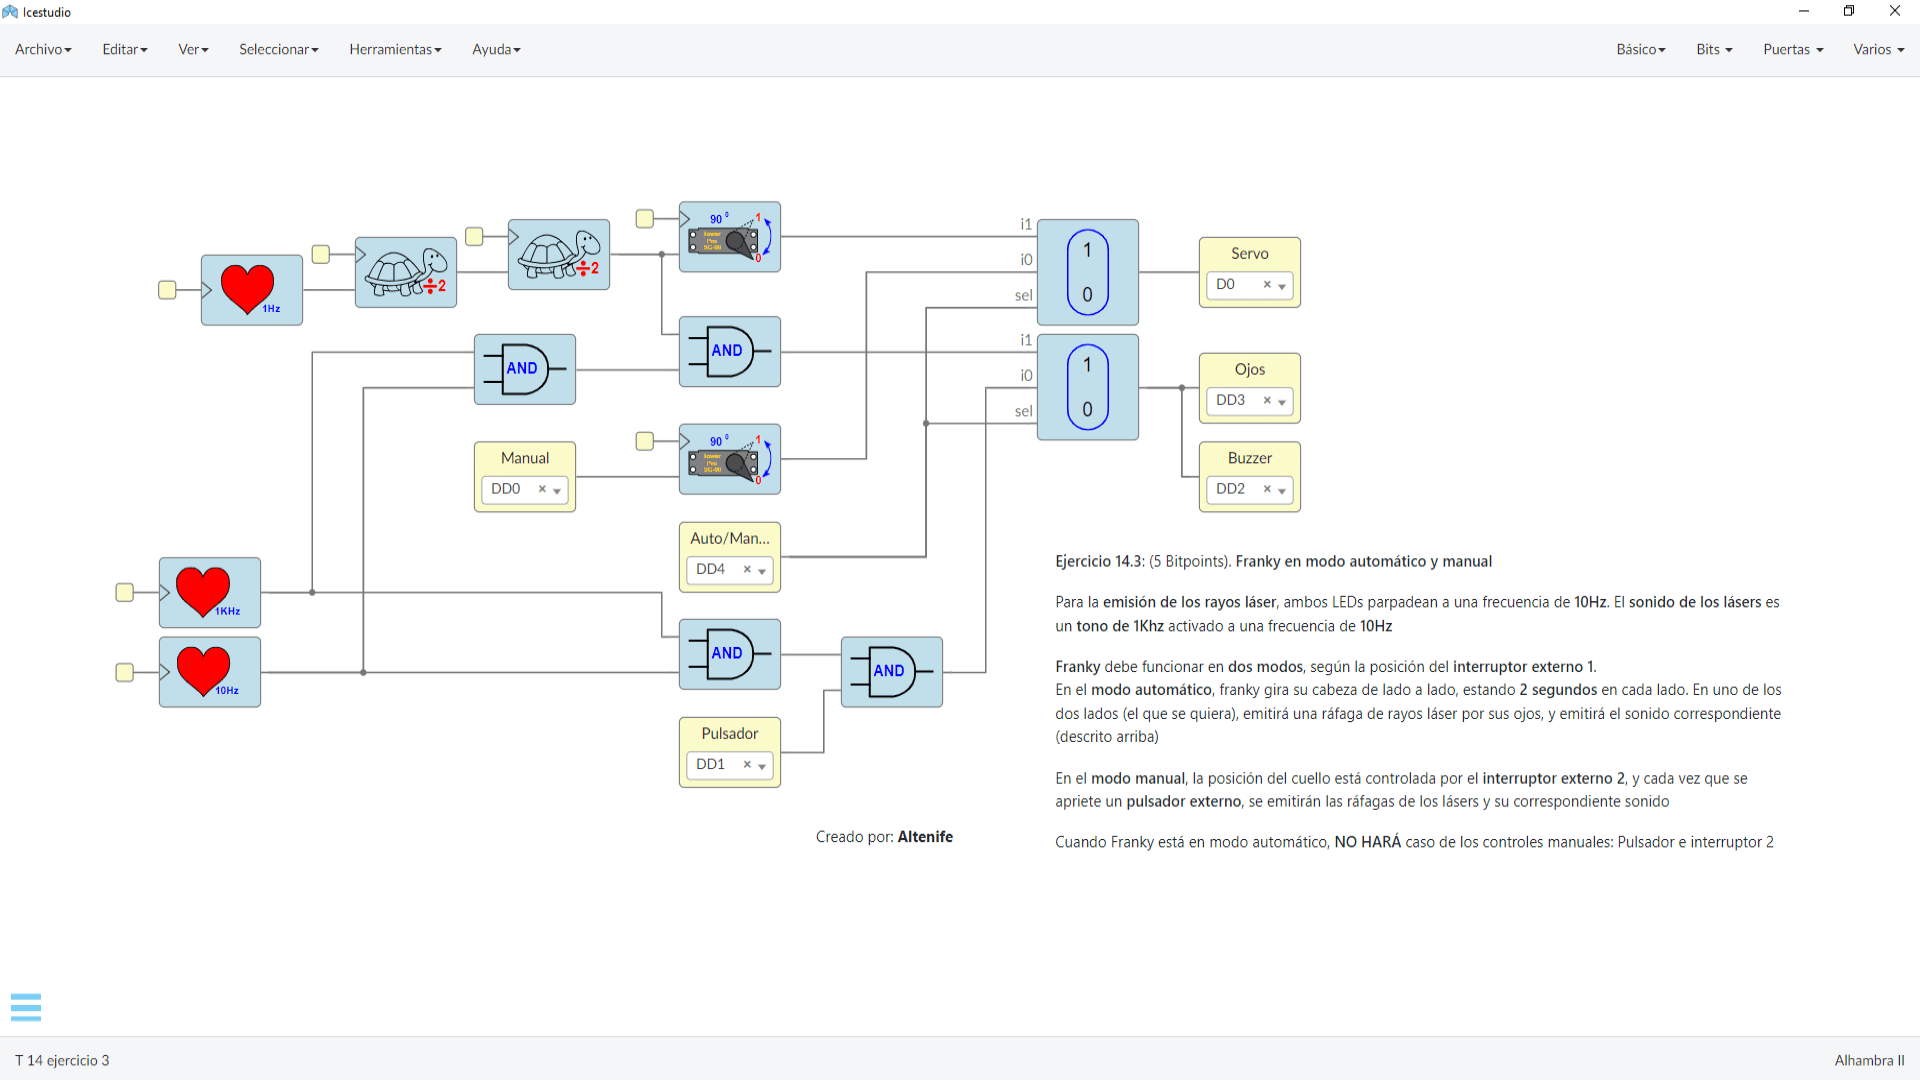 Icestudio
Archivo Editar Ver Seleccionar Herramientas Ayuda Básico Bits Puertas Varios
1Hz
÷2
÷2
90 º 1 0
i1
i0
sel
1
0
Servo
D0
AND
AND
i1
i0
sel
1
0
Ojos
DD3
Manual
DD0
90 º 1 0
Buzzer
DD2
Auto/Man...
DD4
1KHz
10Hz
AND
AND
Pulsador
DD1
Creado por: Altenife
Ejercicio 14.3: (5 Bitpoints). Franky en modo automático y manual
Para la emisión de los rayos láser, ambos LEDs parpadean a una frecuencia de 10Hz. El sonido de los lásers es
un tono de 1Khz activado a una frecuencia de 10Hz
Franky debe funcionar en dos modos, según la posición del interruptor externo 1.
En el modo automático, franky gira su cabeza de lado a lado, estando 2 segundos en cada lado. En uno de los
dos lados (el que se quiera), emitirá una ráfaga de rayos láser por sus ojos, y emitirá el sonido correspondiente
(descrito arriba)
En el modo manual, la posición del cuello está controlada por el interruptor externo 2, y cada vez que se
apriete un pulsador externo, se emitirán las ráfagas de los lásers y su correspondiente sonido
Cuando Franky está en modo automático, NO HARÁ caso de los controles manuales: Pulsador e interruptor 2
T 14 ejercicio 3
Alhambra II